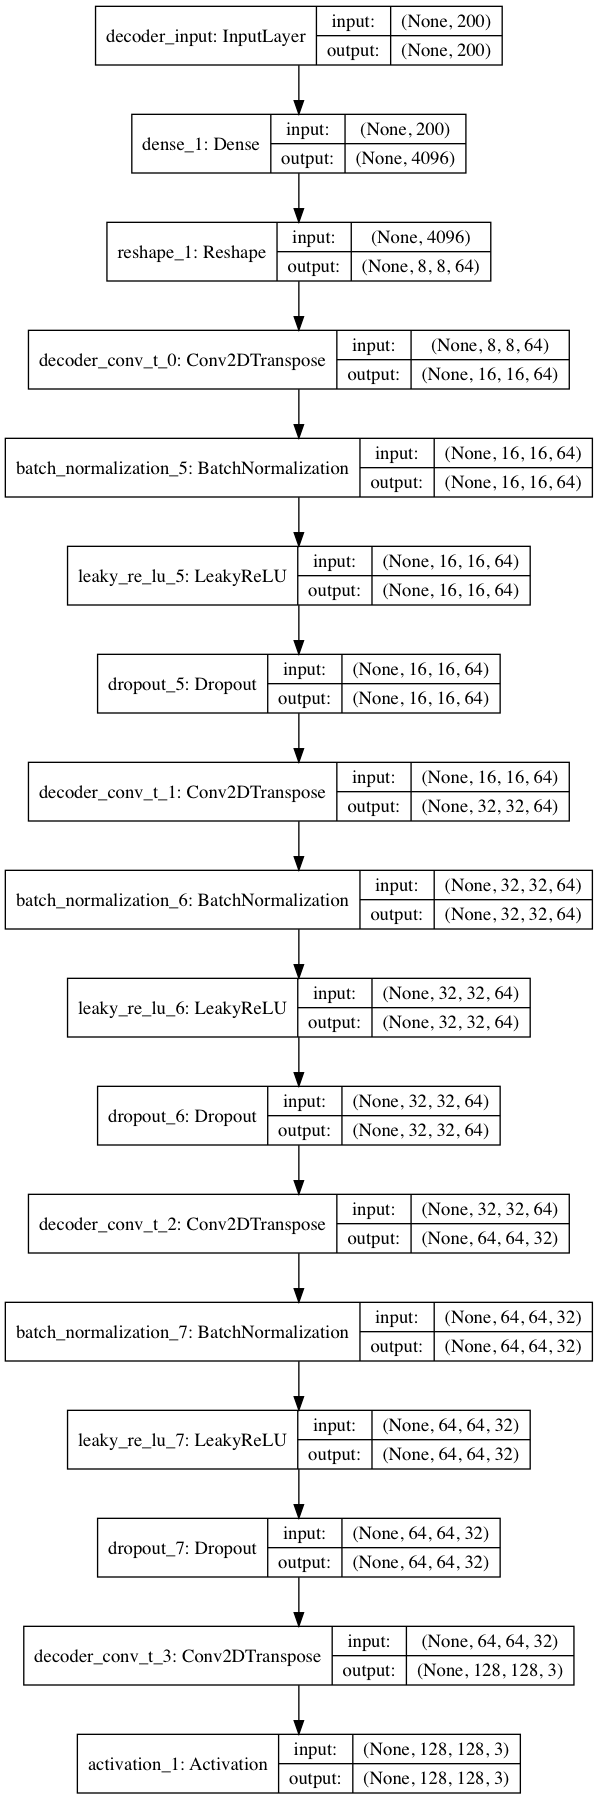 decoder_input: InputLayer
input: (None, 200)
output: (None, 200)
dense_1: Dense
input: (None, 200)
output: (None, 4096)
reshape_1: Reshape
input: (None, 4096)
output: (None, 8, 8, 64)
decoder_conv_t_0: Conv2DTranspose
input: (None, 8, 8, 64)
output: (None, 16, 16, 64)
batch_normalization_5: BatchNormalization
input: (None, 16, 16, 64)
output: (None, 16, 16, 64)
leaky_re_lu_5: LeakyReLU
input: (None, 16, 16, 64)
output: (None, 16, 16, 64)
dropout_5: Dropout
input: (None, 16, 16, 64)
output: (None, 16, 16, 64)
decoder_conv_t_1: Conv2DTranspose
input: (None, 16, 16, 64)
output: (None, 32, 32, 64)
batch_normalization_6: BatchNormalization
input: (None, 32, 32, 64)
output: (None, 32, 32, 64)
leaky_re_lu_6: LeakyReLU
input: (None, 32, 32, 64)
output: (None, 32, 32, 64)
dropout_6: Dropout
input: (None, 32, 32, 64)
output: (None, 32, 32, 64)
decoder_conv_t_2: Conv2DTranspose
input: (None, 32, 32, 64)
output: (None, 64, 64, 32)
batch_normalization_7: BatchNormalization
input: (None, 64, 64, 32)
output: (None, 64, 64, 32)
leaky_re_lu_7: LeakyReLU
input: (None, 64, 64, 32)
output: (None, 64, 64, 32)
dropout_7: Dropout
input: (None, 64, 64, 32)
output: (None, 64, 64, 32)
decoder_conv_t_3: Conv2DTranspose
input: (None, 64, 64, 32)
output: (None, 128, 128, 3)
activation_1: Activation
input: (None, 128, 128, 3)
output: (None, 128, 128, 3)